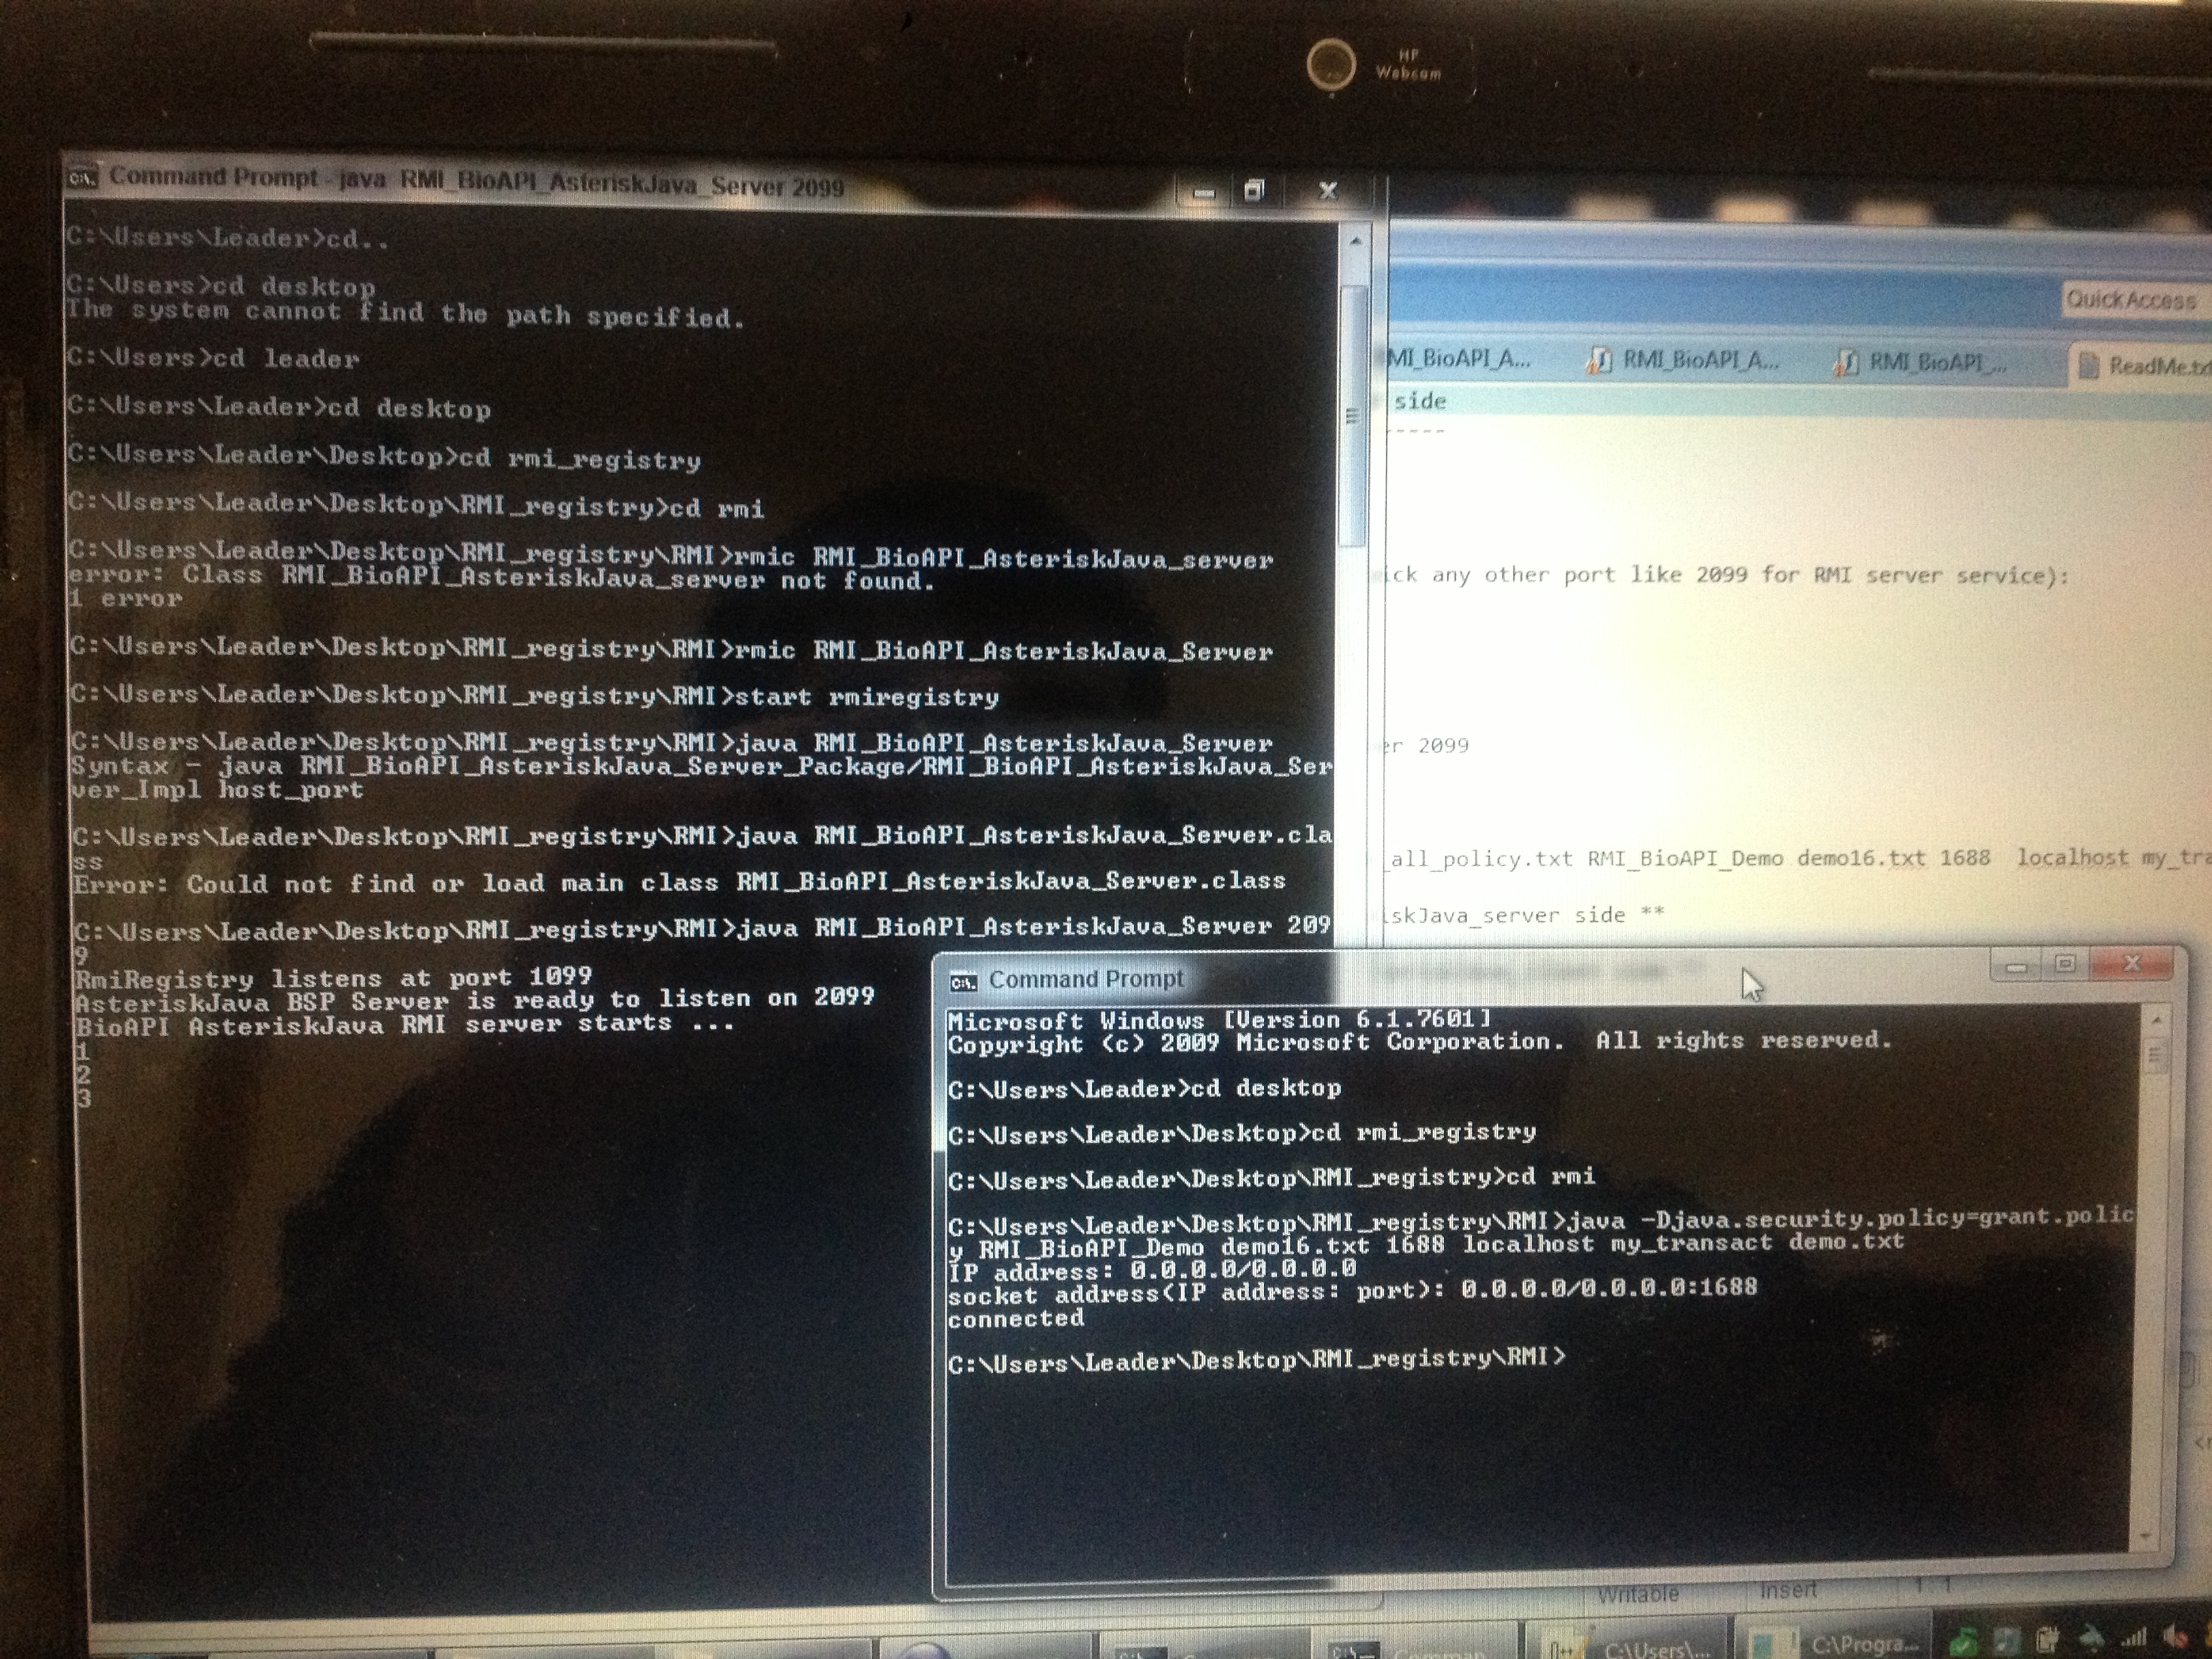 HP
Webcam
Command Prompt - java RMI_BioAPI_AsteriskJava_Server 2099
C:\Users\Leader>cd..
C:\Users>cd desktop
The system cannot find the path specified.
C:\Users>cd leader
C:\Users\Leader>cd desktop
C:\Users\Leader\Desktop>cd rmi_registry
C:\Users\Leader\Desktop\RMI_registry>cd rmi
C:\Users\Leader\Desktop\RMI_registry\RMI>rmic RMI_BioAPI_AsteriskJava_server
error: Class RMI_BioAPI_AsteriskJava_server not found.
1 error
C:\Users\Leader\Desktop\RMI_registry\RMI>rmic RMI_BioAPI_AsteriskJava_Server
C:\Users\Leader\Desktop\RMI_registry\RMI>start rmiregistry
C:\Users\Leader\Desktop\RMI_registry\RMI>java RMI_BioAPI_AsteriskJava_Server
Syntax - java RMI_BioAPI_AsteriskJava_Server_Package/RMI_BioAPI_AsteriskJava_Ser
ver_Impl host_port
C:\Users\Leader\Desktop\RMI_registry\RMI>java RMI_BioAPI_AsteriskJava_Server.cla
ss
Error: Could not find or load main class RMI_BioAPI_AsteriskJava_Server.class
C:\Users\Leader\Desktop\RMI_registry\RMI>java RMI_BioAPI_AsteriskJava_Server 209
9
RmiRegistry listens at port 1099
AsteriskJava BSP Server is ready to listen on 2099
BioAPI AsteriskJava RMI server starts ...
1
2
3
Quick Access
MI_BioAPI_A... RMI_BioAPI_A... RMI_BioAPI_... ReadMe.txt
side
-----
ick any other port like 2099 for RMI server service):
er 2099
_all_policy.txt RMI_BioAPI_Demo demo16.txt 1688 localhost my_tra
iskJava_server side **
Command Prompt
Microsoft Windows [Version 6.1.7601]
Copyright (c) 2009 Microsoft Corporation. All rights reserved.
C:\Users\Leader>cd desktop
C:\Users\Leader\Desktop>cd rmi_registry
C:\Users\Leader\Desktop\RMI_registry>cd rmi
C:\Users\Leader\Desktop\RMI_registry\RMI>java -Djava.security.policy=grant.polic
y RMI_BioAPI_Demo demo16.txt 1688 localhost my_transact demo.txt
IP address: 0.0.0.0/0.0.0.0
socket address(IP address: port): 0.0.0.0/0.0.0.0:1688
connected
C:\Users\Leader\Desktop\RMI_registry\RMI>
Writable Insert 1 : 1
C:\Users\... C:\Progra...